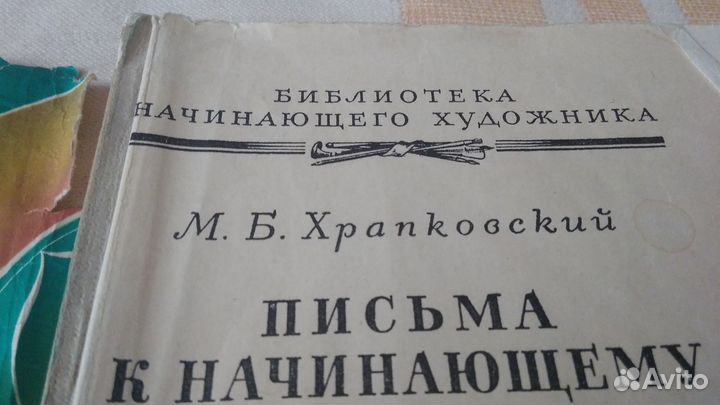 БИБЛИОТЕКА
НАЧИНАЮЩЕГО ХУДОЖНИКА
М. Б. Храпковский
ПИСЬМА
К НАЧИНАЮЩЕМУ
Avito